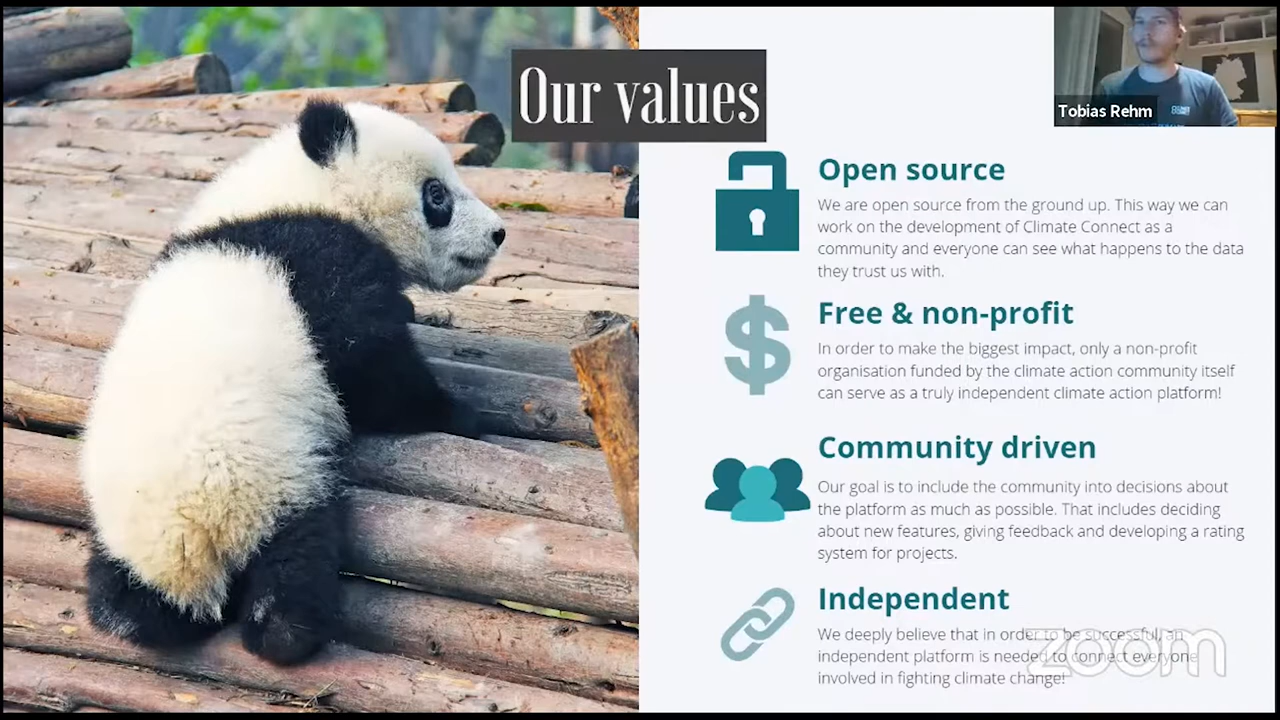 Our values
Tobias Rehm
Open source
We are open source from the ground up. This way we can
work on the development of Climate Connect as a
community and everyone can see what happens to the data
they trust us with.
Free & non-profit
In order to make the biggest impact, only a non-profit
organisation funded by the climate action community itself
can serve as a truly independent climate action platform!
Community driven
Our goal is to include the community into decisions about
the platform as much as possible. That includes deciding
about new features, giving feedback and developing a rating
system for projects.
Independent
We deeply believe that in order to be successful, an
independent platform is needed to connect everyone
involved in fighting climate change!
zoom